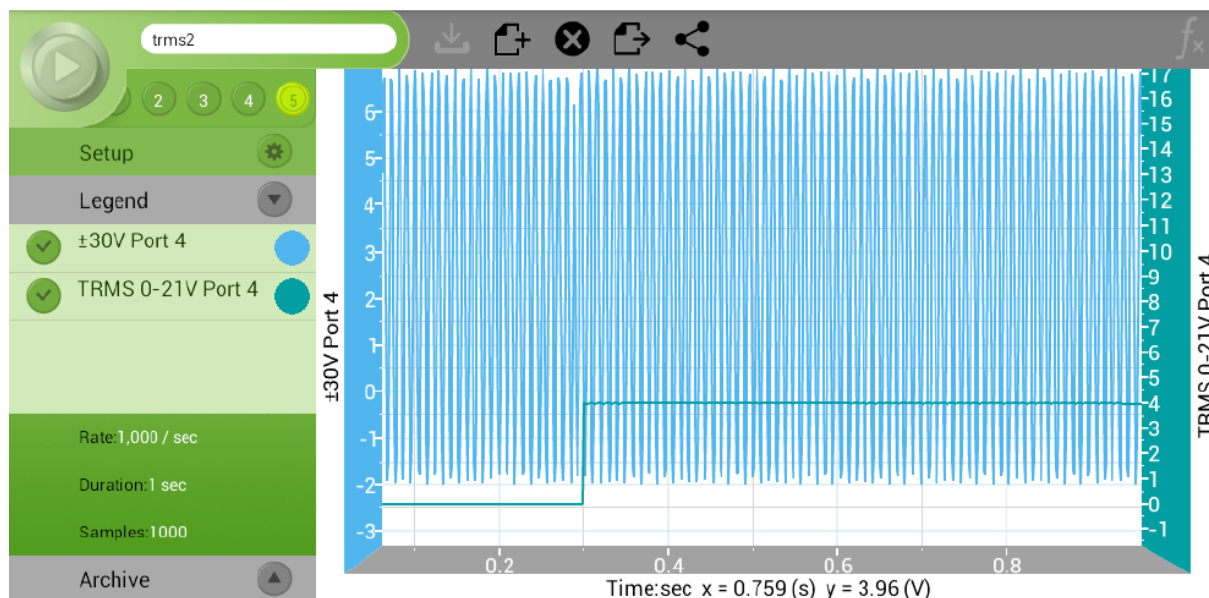 trms2
fx
2 3 4 5
Setup
Legend
±30V Port 4
TRMS 0-21V Port 4
Rate:1,000 / sec
Duration:1 sec
Samples:1000
Archive
±30V Port 4
6
5
4
3
2
1
0
-1
-2
-3
17
16
15
14
13
12
11
10
9
8
7
6
5
4
3
2
1
0
-1
TRMS 0-21V Port 4
0.2 0.4 0.6 0.8
Time:sec x = 0.759 (s) y = 3.96 (V)